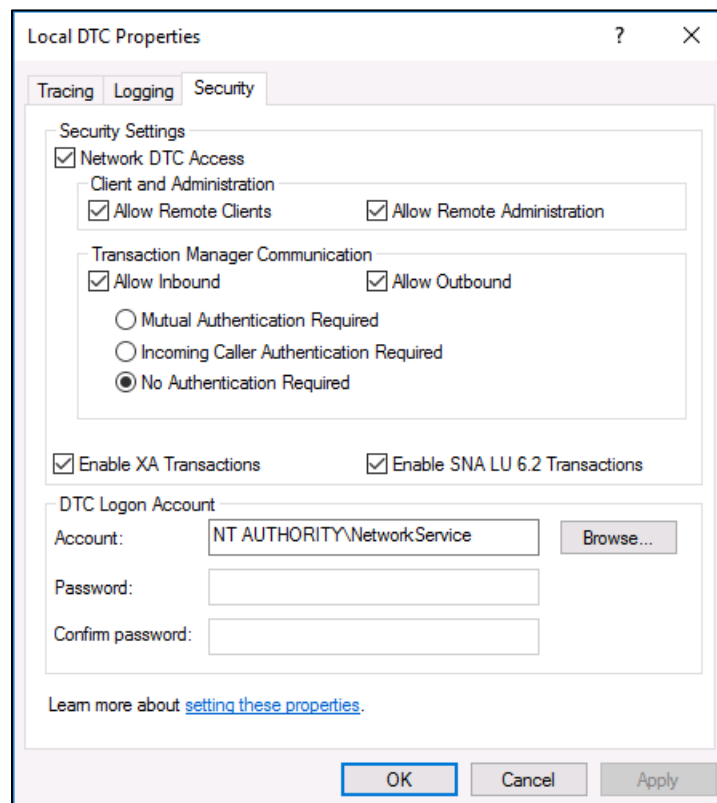 Local DTC Properties ?
Tracing Logging Security
Security Settings
Network DTC Access
Client and Administration
Allow Remote Clients Allow Remote Administration
Transaction Manager Communication
Allow Inbound Allow Outbound
Mutual Authentication Required
Incoming Caller Authentication Required
No Authentication Required
Enable XA Transactions Enable SNA LU 6.2 Transactions
DTC Logon Account
Account: NT AUTHORITY\NetworkService Browse...
Password:
Confirm password:
Learn more about setting these properties.
OK Cancel Apply